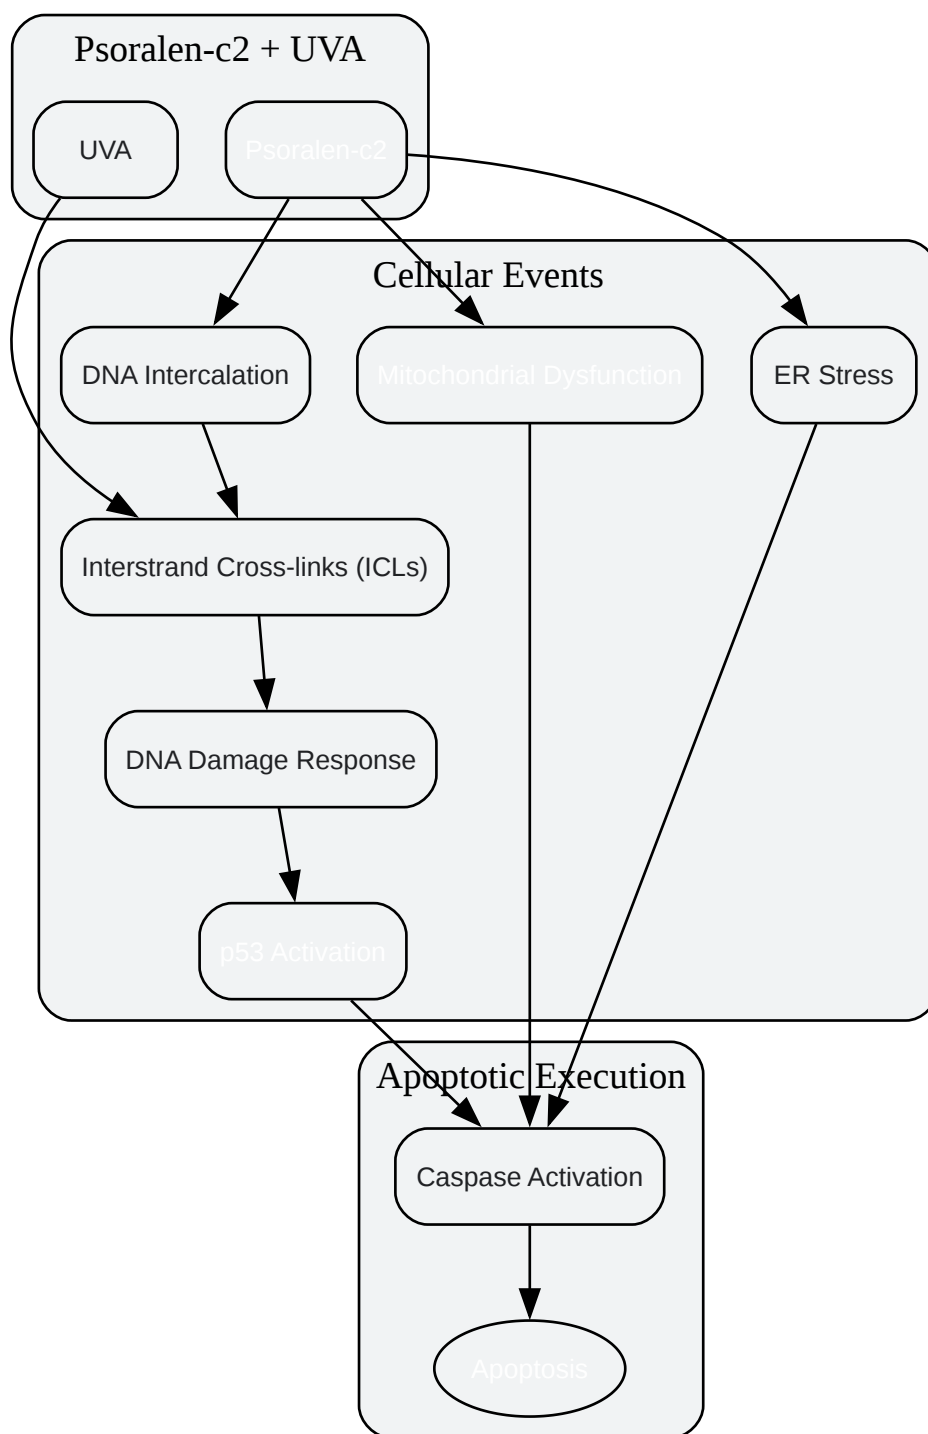 Psoralen-c2 + UVA
UVA
Psoralen-c2
Cellular Events
DNA Intercalation
Mitochondrial Dysfunction
ER Stress
Interstrand Cross-links (ICLs)
DNA Damage Response
p53 Activation
Apoptotic Execution
Caspase Activation
Apoptosis